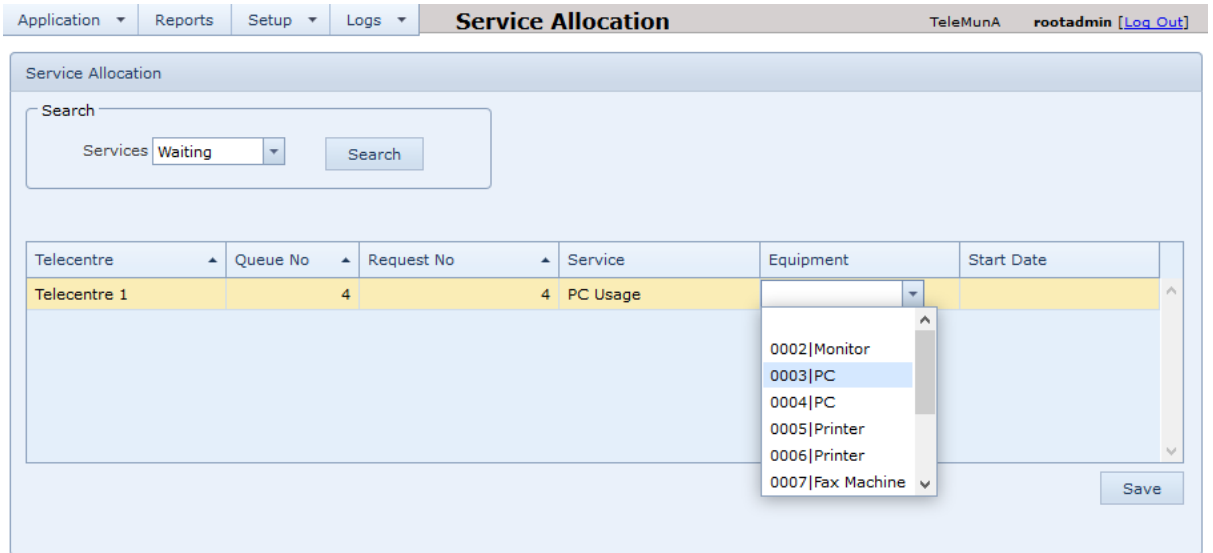 Application Reports Setup Logs Service Allocation TeleMunA rootadmin [Log Out]
Service Allocation
Search
Services Waiting Search
Telecentre Queue No Request No Service Equipment Start Date
Telecentre 1 4 4 PC Usage
0002|Monitor
0003|PC
0004|PC
0005|Printer
0006|Printer
0007|Fax Machine
Save